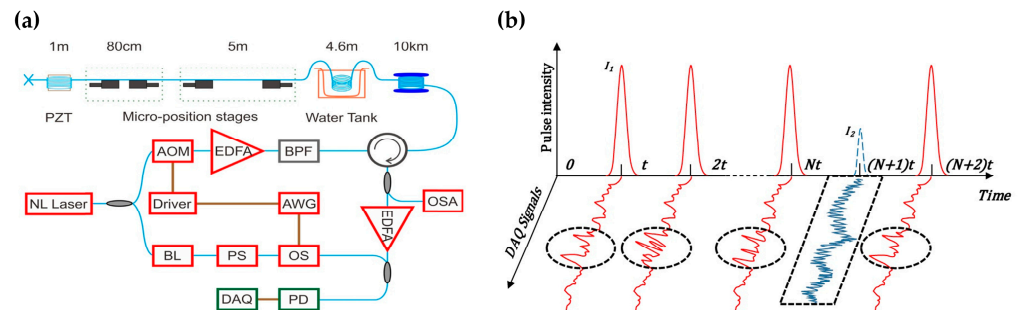 (a)
1m 80cm 5m 4.6m 10km
PZT Micro-position stages Water Tank
AOM EDFA BPF
NL Laser Driver AWG EDFA OSA
BL PS OS
DAQ PD
(b)
Pulse intensity
I1 I2
0 t 2t Nt (N+1)t (N+2)t
Time
DAQ Signals